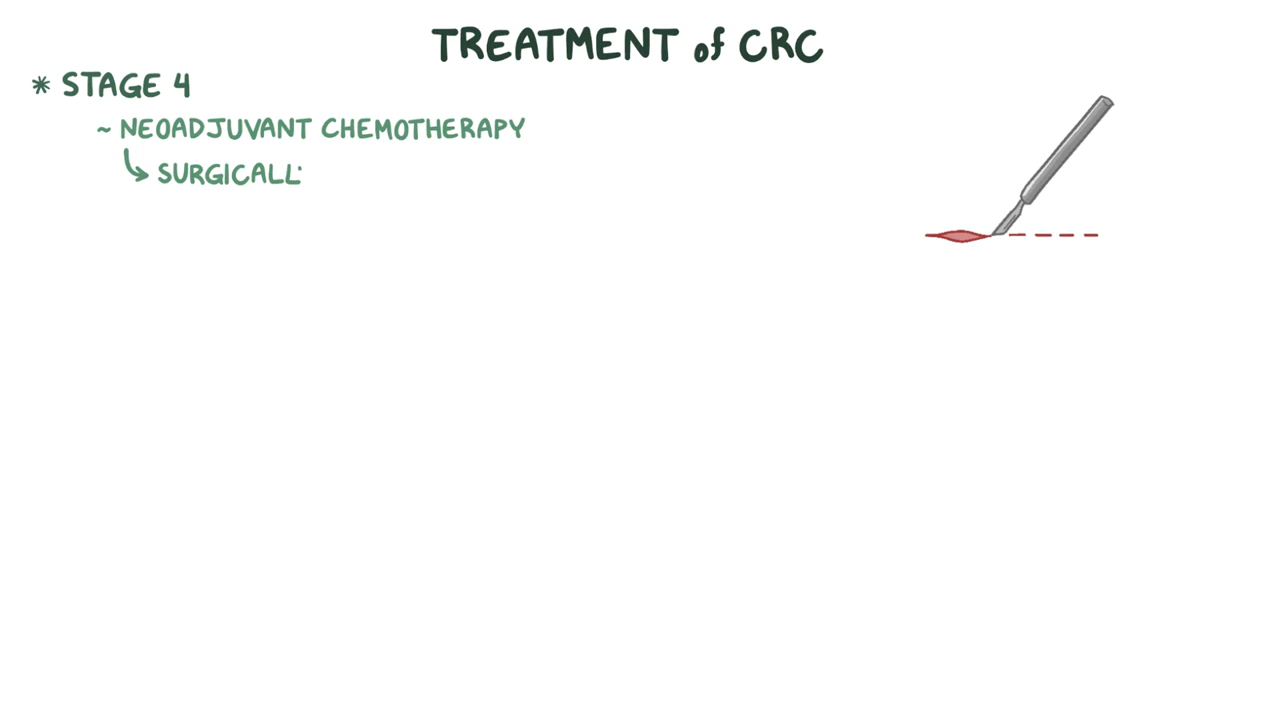 TREATMENT of CRC
* STAGE 4
~ NEOADJUVANT CHEMOTHERAPY
↳ SURGICALL